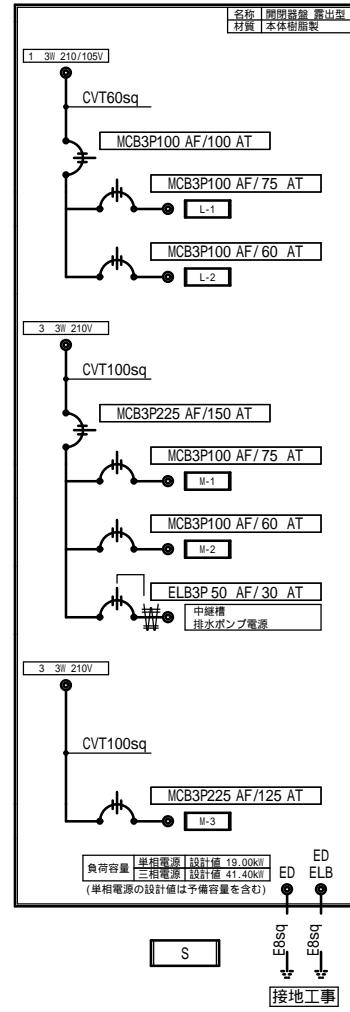 名称 開閉器盤 露出型
材質 本体樹脂製
1 3W 210/105V
CVT60sq
MCB3P100 AF/100 AT
MCB3P100 AF/ 75 AT
L-1
MCB3P100 AF/ 60 AT
L-2
3 3W 210V
CVT100sq
MCB3P225 AF/150 AT
MCB3P100 AF/ 75 AT
M-1
MCB3P100 AF/ 60 AT
M-2
ELB3P 50 AF/ 30 AT
中継槽
排水ポンプ電源
3 3W 210V
CVT100sq
MCB3P225 AF/125 AT
M-3
負荷容量 単相電源 設計値 19.00kW
三相電源 設計値 41.40kW
(単相電源の設計値は予備容量を含む)
ED
ED
ELB
E8sq
E8sq
S
接地工事